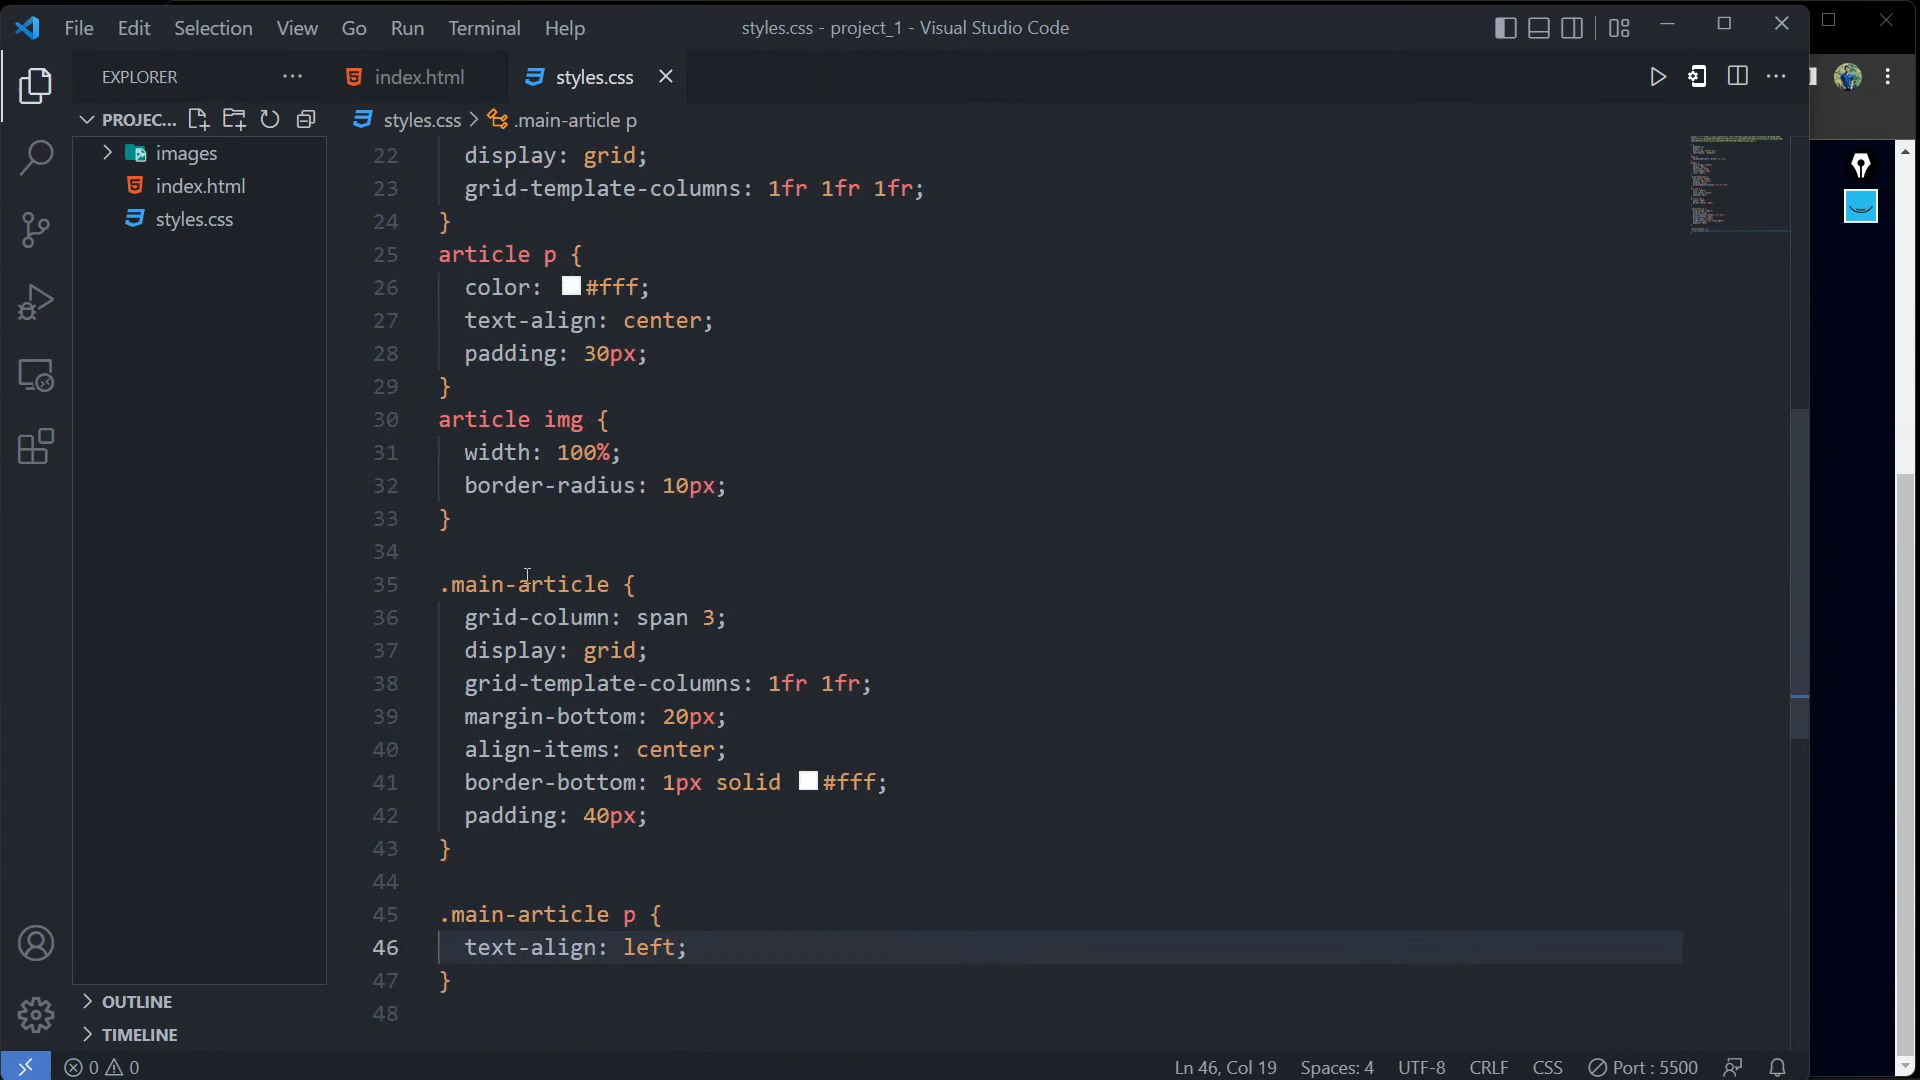 File Edit Selection View Go Run Terminal Help
styles.css - project_1 - Visual Studio Code
EXPLORER
index.html
styles.css
PROJEC...
styles.css > .main-article p
images
index.html
styles.css
22 display: grid;
23 grid-template-columns: 1fr 1fr 1fr;
24 }
25 article p {
26 color: #fff;
27 text-align: center;
28 padding: 30px;
29 }
30 article img {
31 width: 100%;
32 border-radius: 10px;
33 }
34
35 .main-article {
36 grid-column: span 3;
37 display: grid;
38 grid-template-columns: 1fr 1fr;
39 margin-bottom: 20px;
40 align-items: center;
41 border-bottom: 1px solid #fff;
42 padding: 40px;
43 }
44
45 .main-article p {
46 text-align: left;
47 }
48
OUTLINE
TIMELINE
0 0
Ln 46, Col 19
Spaces: 4
UTF-8
CRLF
CSS
Port : 5500